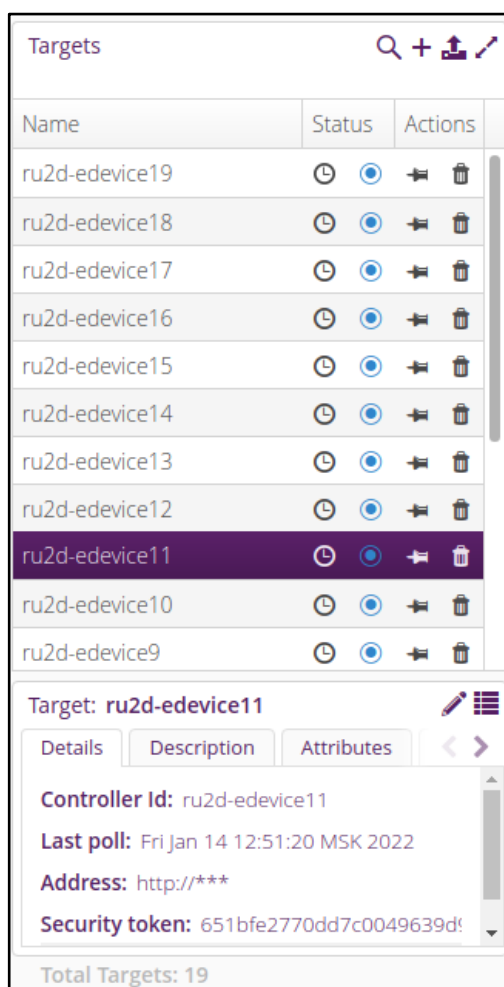 Targets
Name Status Actions
ru2d-edevice19
ru2d-edevice18
ru2d-edevice17
ru2d-edevice16
ru2d-edevice15
ru2d-edevice14
ru2d-edevice13
ru2d-edevice12
ru2d-edevice11
ru2d-edevice10
ru2d-edevice9
Target: ru2d-edevice11
Details Description Attributes
Controller Id: ru2d-edevice11
Last poll: Fri Jan 14 12:51:20 MSK 2022
Address: http://***
Security token: 651bfe2770dd7c0049639d
Total Targets: 19